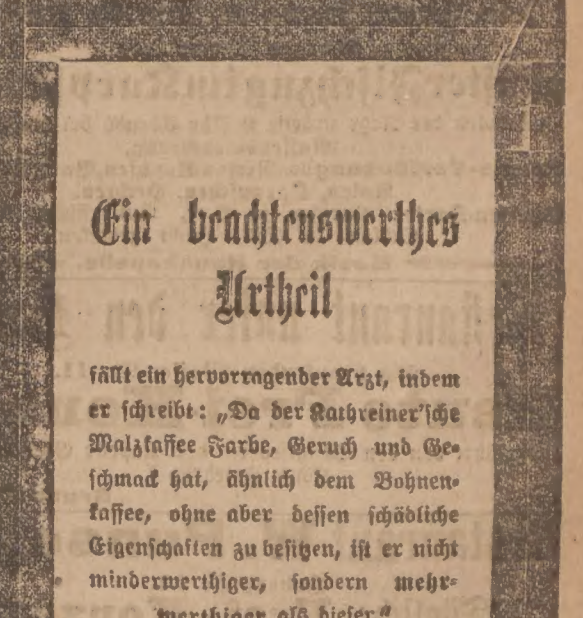 Ein beachtenswerthes
Urtheil
fällt ein hervorragender Arzt, indem
er schreibt: „Da der Kathreiner'sche
Malzkaffee Farbe, Geruch und Ge-
schmack hat, ähnlich dem Bohnen-
kaffee, ohne aber dessen schädliche
Eigenschaften zu besitzen, ist er nicht
minderwerthiger, sondern mehr-
werthiger als dieser."